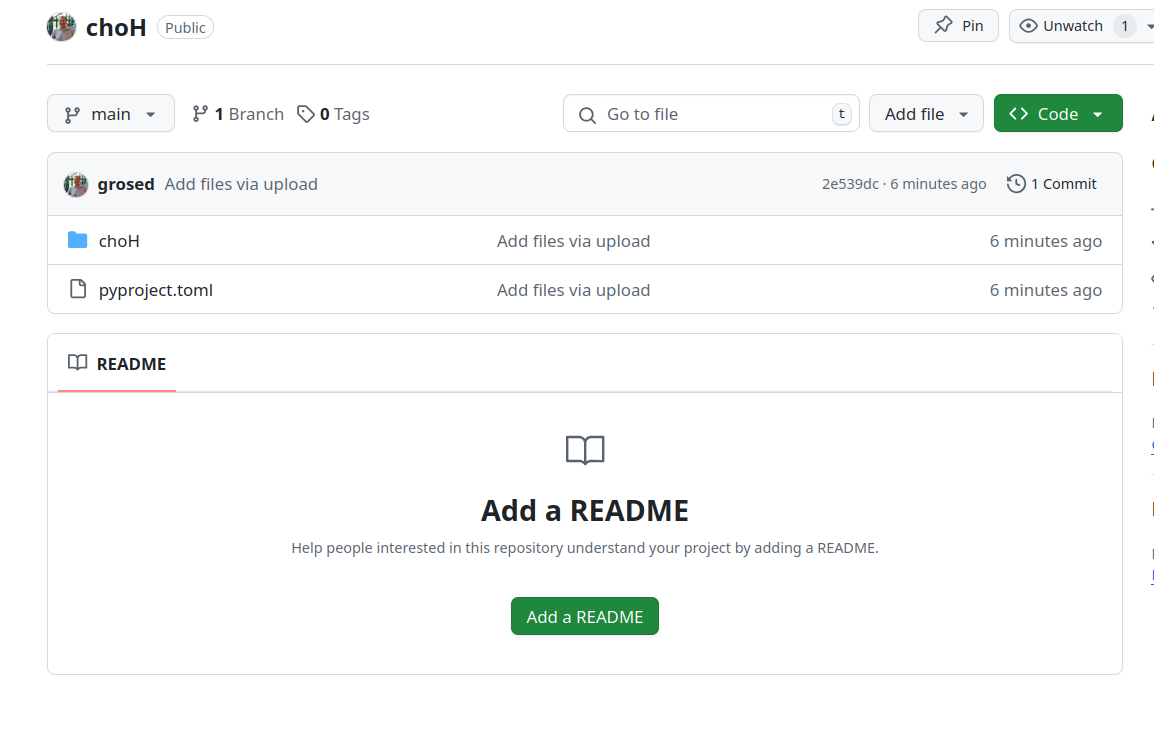 choH Public Pin Unwatch 1
main 1 Branch 0 Tags Go to file t Add file Code
grosed Add files via upload 2e539dc · 6 minutes ago 1 Commit
choH Add files via upload 6 minutes ago
pyproject.toml Add files via upload 6 minutes ago
README
Add a README
Help people interested in this repository understand your project by adding a README.
Add a README